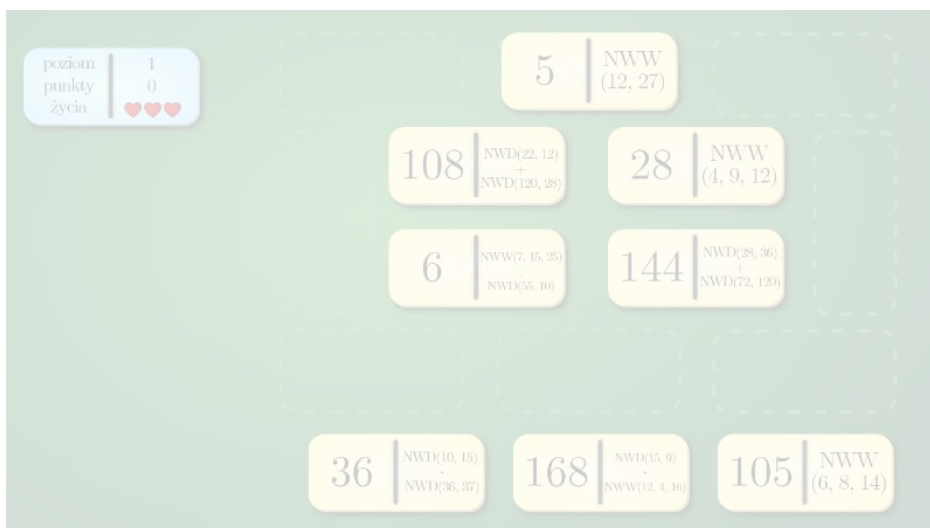 poziom 1
punkty 0
życia
5 NWW
(12, 27)
108 NWD(22, 12)
+
NWD(120, 28)
28 NWW
(4, 9, 12)
6 NWW(7, 15, 25)
:
NWD(55, 10)
144 NWD(28, 36)
+
NWD(72, 120)
36 NWD(10, 15)
·
NWD(36, 37)
168 NWD(15, 9)
·
NWW(12, 4, 16)
105 NWW
(6, 8, 14)